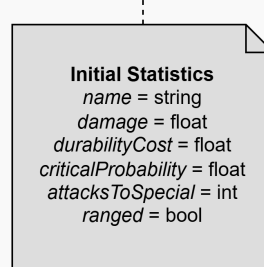 Initial Statistics
name = string
damage = float
durabilityCost = float
criticalProbability = float
attacksToSpecial = int
ranged = bool